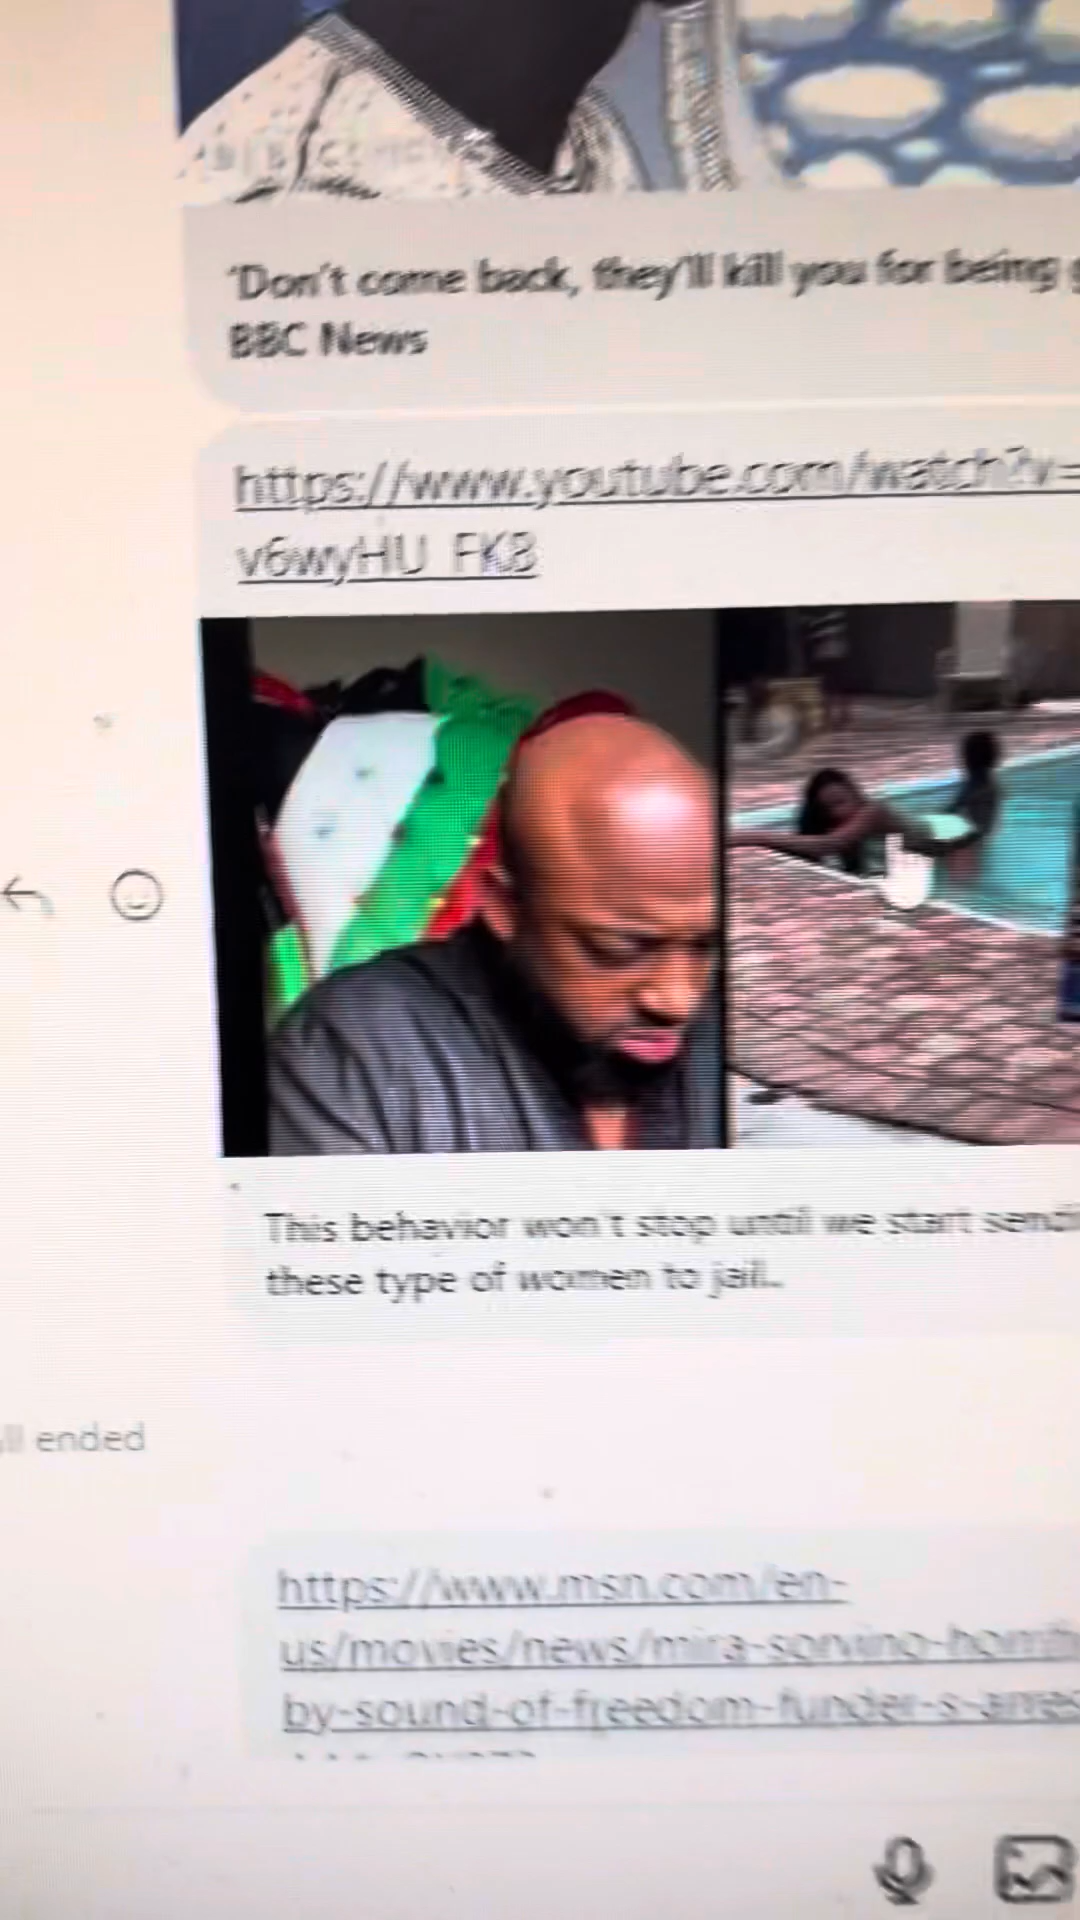 'Don't come back, they'll kill you for being
BBC News
https://www.youtube.com/watch?v=
v6wyHU_FK8
This behavior won't stop until we start sendi
these type of women to jail..
ll ended
https://www.msn.com/en-
us/movies/news/mira-sorvino-horrifi
by-sound-of-freedom-funder-s-arres